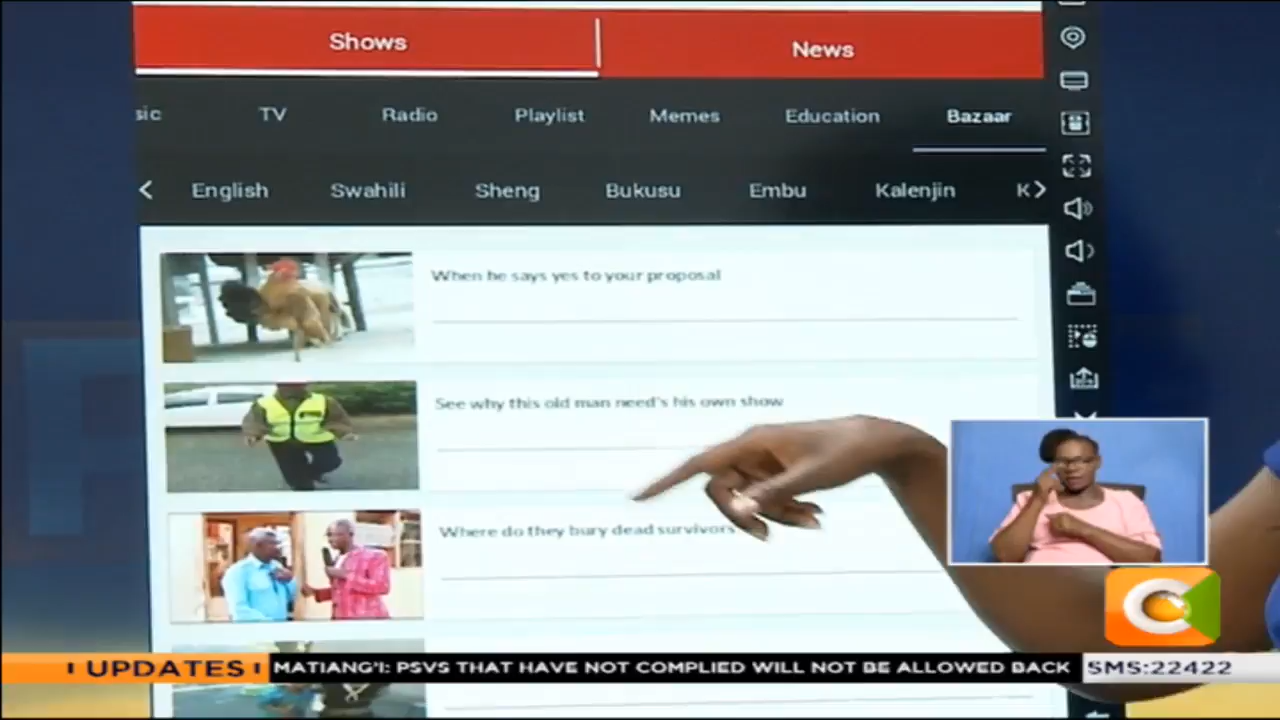 Shows
News
sic
TV
Radio
Playlist
Memes
Education
Bazaar
English
Swahili
Sheng
Bukusu
Embu
Kalenjin
K
When he says yes to your proposal
See why this old man need's his own show
Where do they bury dead survivors
UPDATES
MATIANG'I: PSVS THAT HAVE NOT COMPLIED WILL NOT BE ALLOWED BACK
SMS:22422